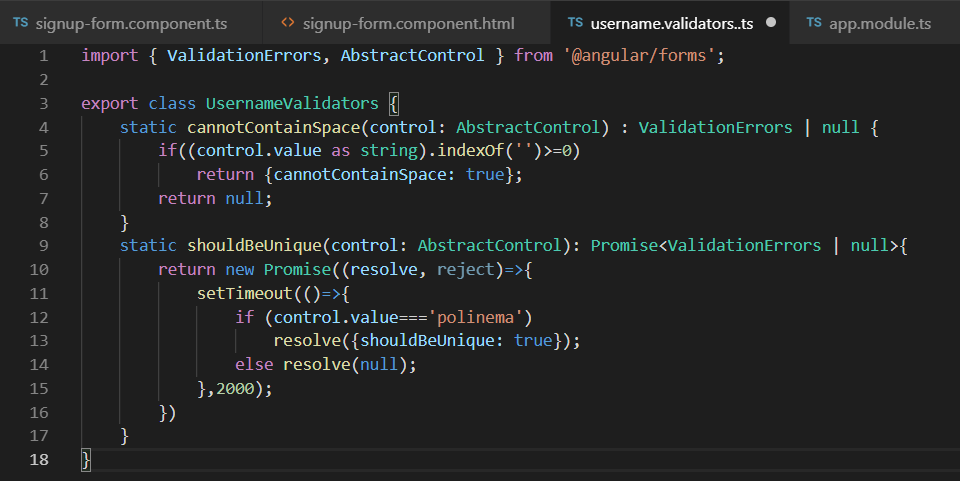 TS signup-form.component.ts <> signup-form.component.html TS username.validators..ts ● TS app.module.ts
1 import { ValidationErrors, AbstractControl } from '@angular/forms';
2
3 export class UsernameValidators {
4     static cannotContainSpace(control: AbstractControl) : ValidationErrors | null {
5         if((control.value as string).indexOf('')>=0)
6             return {cannotContainSpace: true};
7         return null;
8     }
9     static shouldBeUnique(control: AbstractControl): Promise<ValidationErrors | null>{
10         return new Promise((resolve, reject)=>{
11             setTimeout(()=>{
12                 if (control.value==='polinema')
13                     resolve({shouldBeUnique: true});
14                 else resolve(null);
15             },2000);
16         })
17     }
18 }